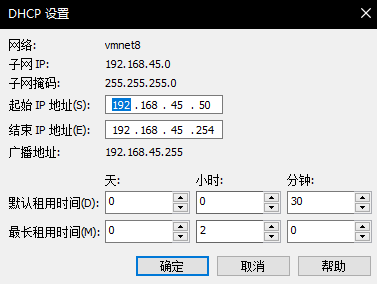 DHCP 设置
网络: vmnet8
子网 IP: 192.168.45.0
子网掩码: 255.255.255.0
起始 IP 地址(S): 192 .168 . 45 . 50
结束 IP 地址(E): 192 .168 . 45 .254
广播地址: 192.168.45.255
天: 小时: 分钟:
默认租用时间(D): 0 0 30
最长租用时间(M): 0 2 0
确定 取消 帮助